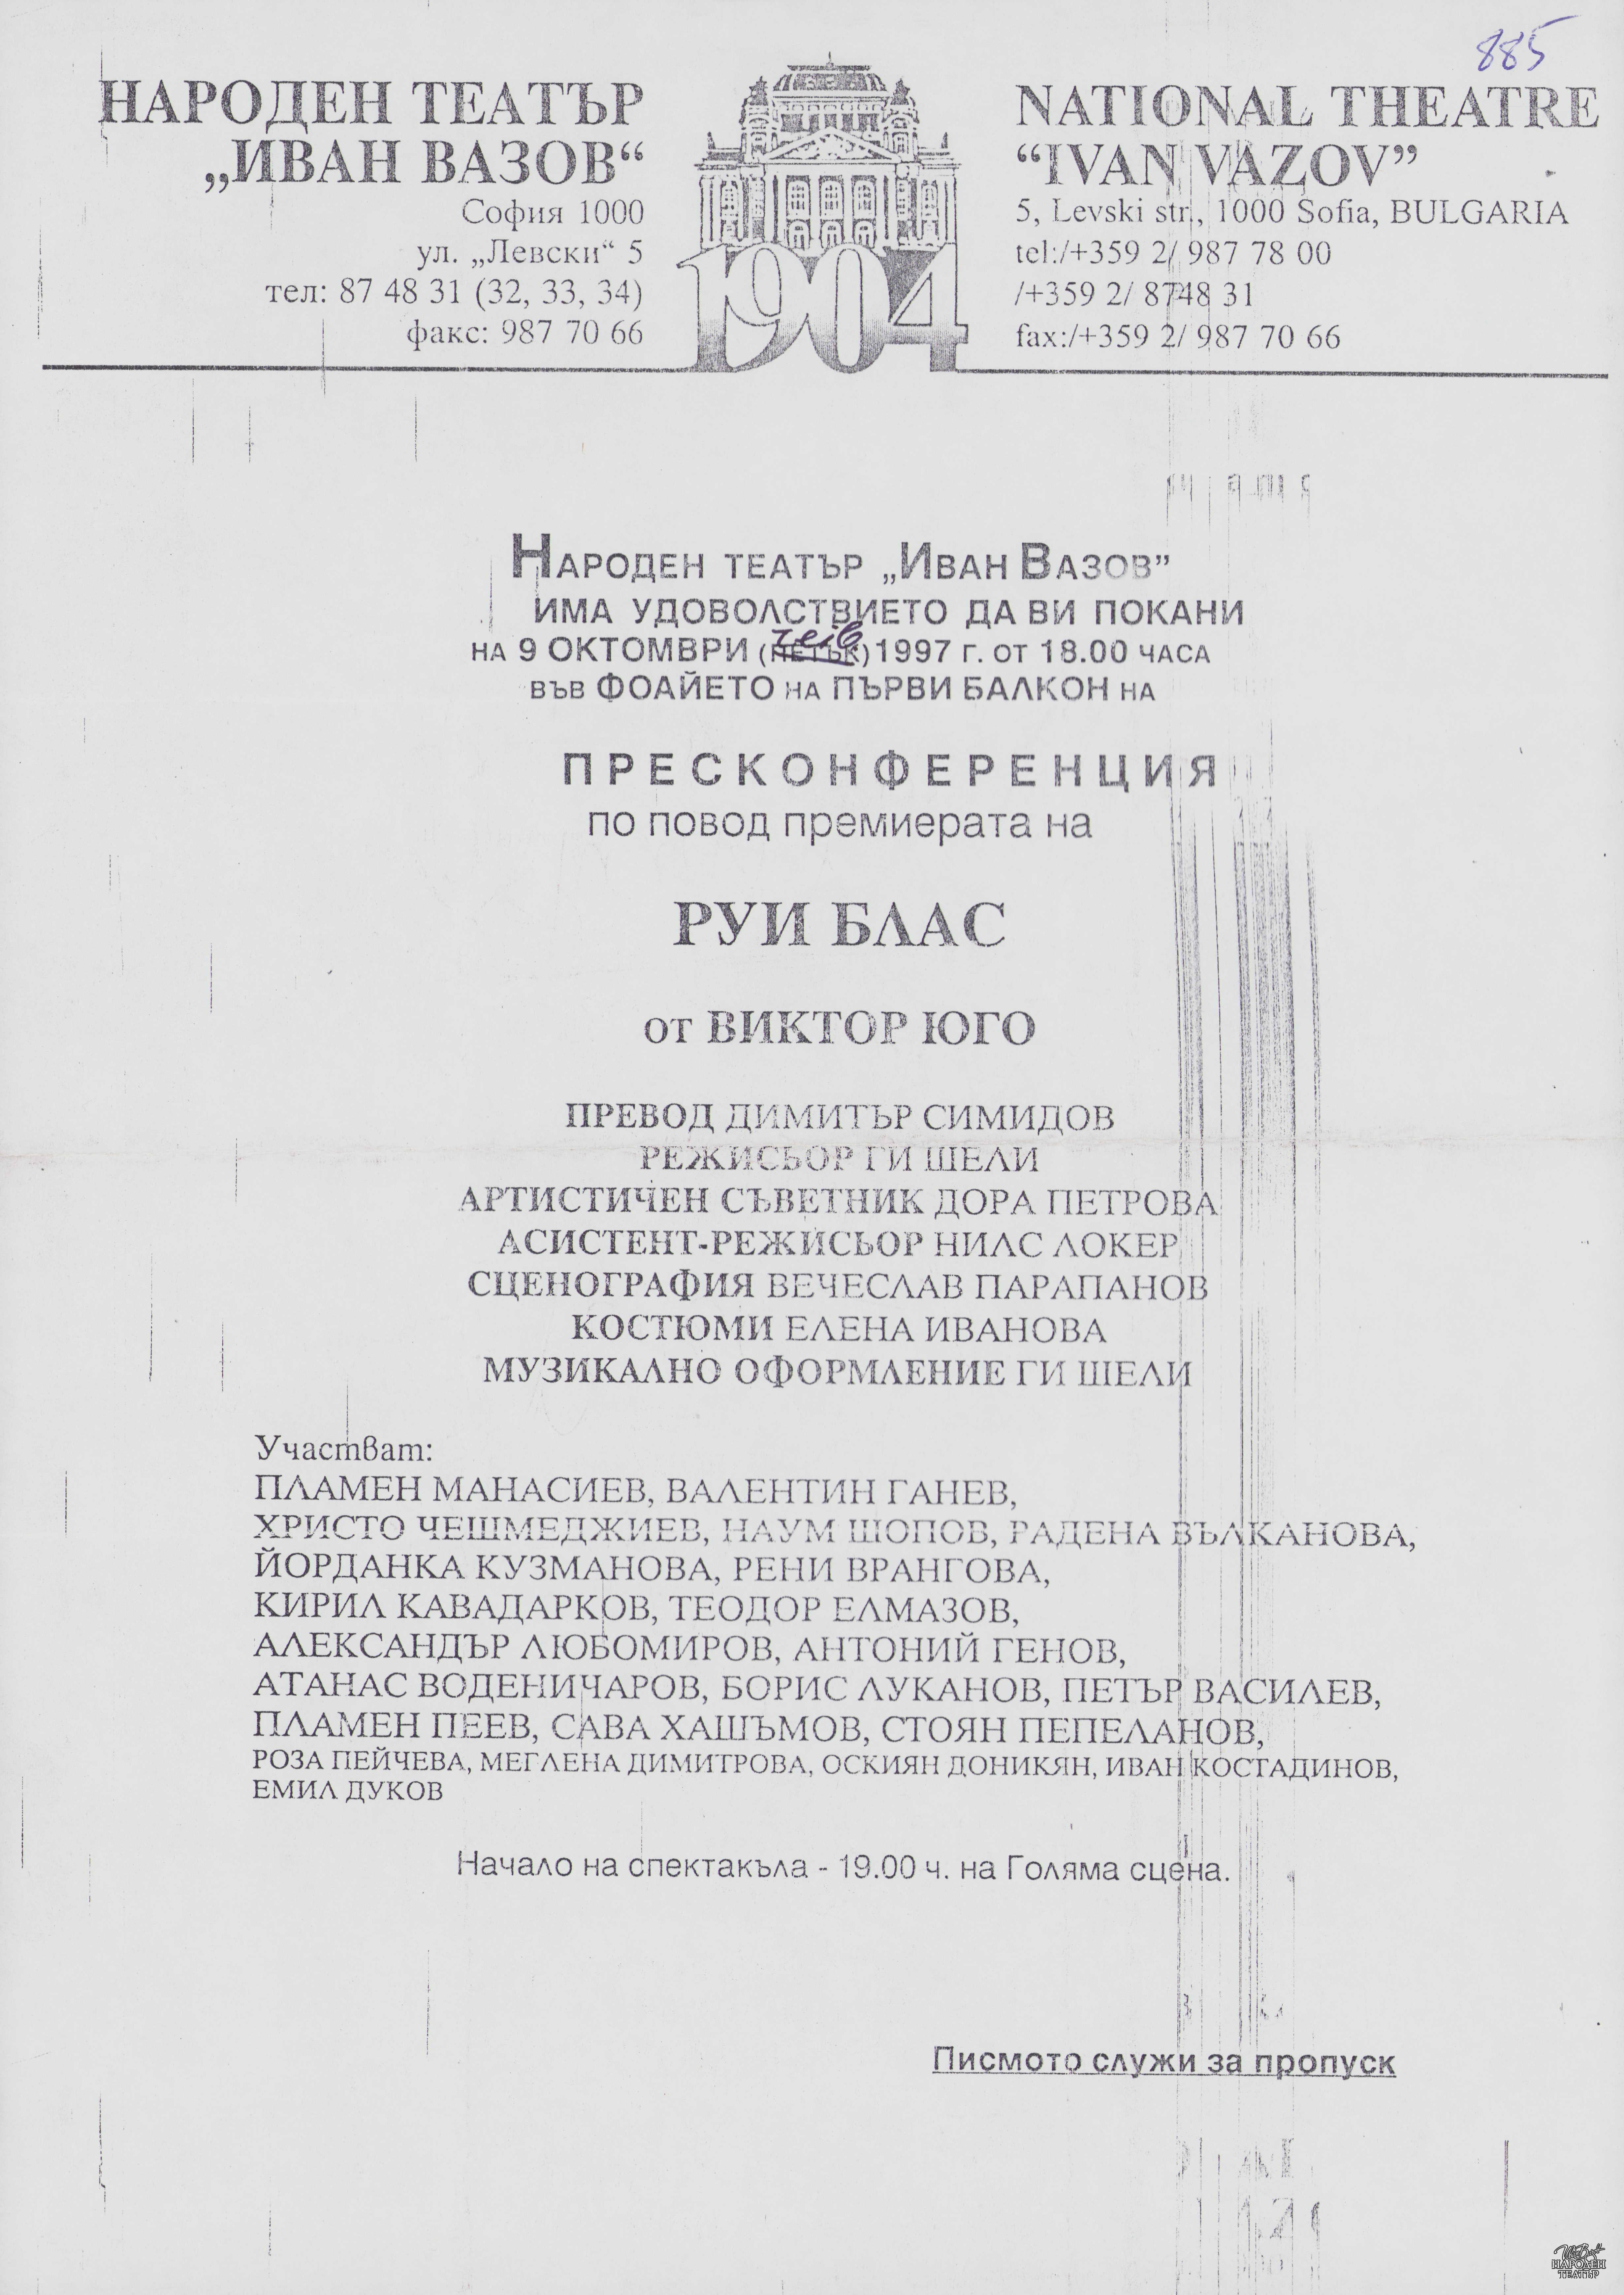 885
НАРОДЕН ТЕАТЪР
„ИВАН ВАЗОВ“
София 1000
ул. „Левски“ 5
тел: 87 48 31 (32, 33, 34)
факс: 987 70 66
1904
NATIONAL THEATRE
“IVAN VAZOV”
5, Levski str., 1000 Sofia, BULGARIA
tel:/+359 2/ 987 78 00
/+359 2/ 8748 31
fax:/+359 2/ 987 70 66
НАРОДЕН ТЕАТЪР „ИВАН ВАЗОВ”
ИМА УДОВОЛСТВИЕТО ДА ВИ ПОКАНИ
НА 9 ОКТОМВРИ (ПЕТЪК) 1997 Г. ОТ 18.00 ЧАСА
ВЪВ ФОАЙЕТО НА ПЪРВИ БАЛКОН НА
ПРЕСКОНФЕРЕНЦИЯ
по повод премиерата на
РУИ БЛАС
от ВИКТОР ЮГО
ПРЕВОД ДИМИТЪР СИМИДОВ
РЕЖИСЬОР ГИ ШЕЛИ
АРТИСТИЧЕН СЪВЕТНИК ДОРА ПЕТРОВА
АСИСТЕНТ-РЕЖИСЬОР НИЛС ЛОКЕР
СЦЕНОГРАФИЯ ВЕЧЕСЛАВ ПАРАПАНОВ
КОСТЮМИ ЕЛЕНА ИВАНОВА
МУЗИКАЛНО ОФОРМЛЕНИЕ ГИ ШЕЛИ
Участват:
ПЛАМЕН МАНАСИЕВ, ВАЛЕНТИН ГАНЕВ,
ХРИСТО ЧЕШМЕДЖИЕВ, НАУМ ШОПОВ, РАДЕНА ВЪЛКАНОВА,
ЙОРДАНКА КУЗМАНОВА, РЕНИ ВРАНГОВА,
КИРИЛ КАВАДАРКОВ, ТЕОДОР ЕЛМАЗОВ,
АЛЕКСАНДЪР ЛЮБОМИРОВ, АНТОНИЙ ГЕНОВ,
АТАНАС ВОДЕНИЧАРОВ, БОРИС ЛУКАНОВ, ПЕТЪР ВАСИЛЕВ,
ПЛАМЕН ПЕЕВ, САВА ХАШЪМОВ, СТОЯН ПЕПЕЛАНОВ,
РОЗА ПЕЙЧЕВА, МЕГЛЕНА ДИМИТРОВА, ОСКИЯН ДОНИКЯН, ИВАН КОСТАДИНОВ,
ЕМИЛ ДУКОВ
Начало на спектакъла - 19.00 ч. на Голяма сцена.
Писмото служи за пропуск
НАРОДЕН
ТЕАТЪР